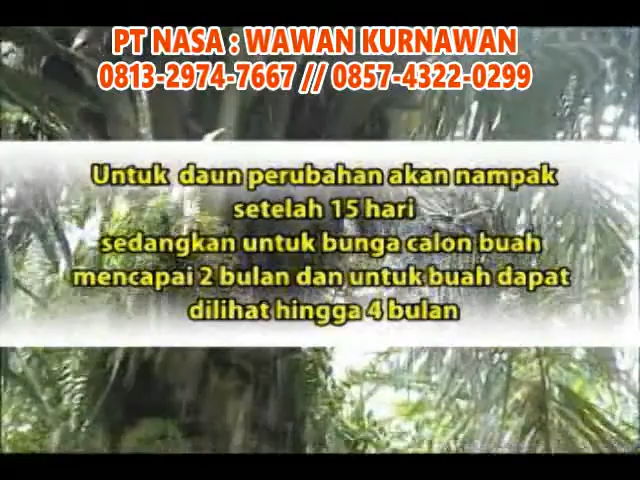 PT NASA : WAWAN KURNAWAN
0813-2974-7667 // 0857-4322-0299
Untuk daun perubahan akan nampak
setelah 15 hari
sedangkan untuk bunga calon buah
mencapai 2 bulan dan untuk buah dapat
dilihat hingga 4 bulan